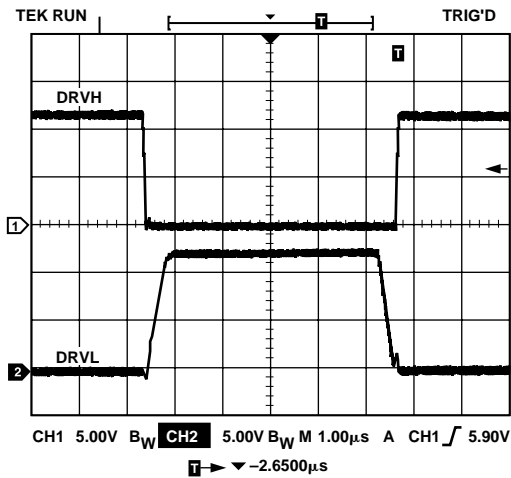 TEK RUN T TRIG'D
T
DRVH
1
DRVL
2
CH1 5.00V BW CH2 5.00V BW M 1.00µs A CH1 5.90V
T –2.6500µs